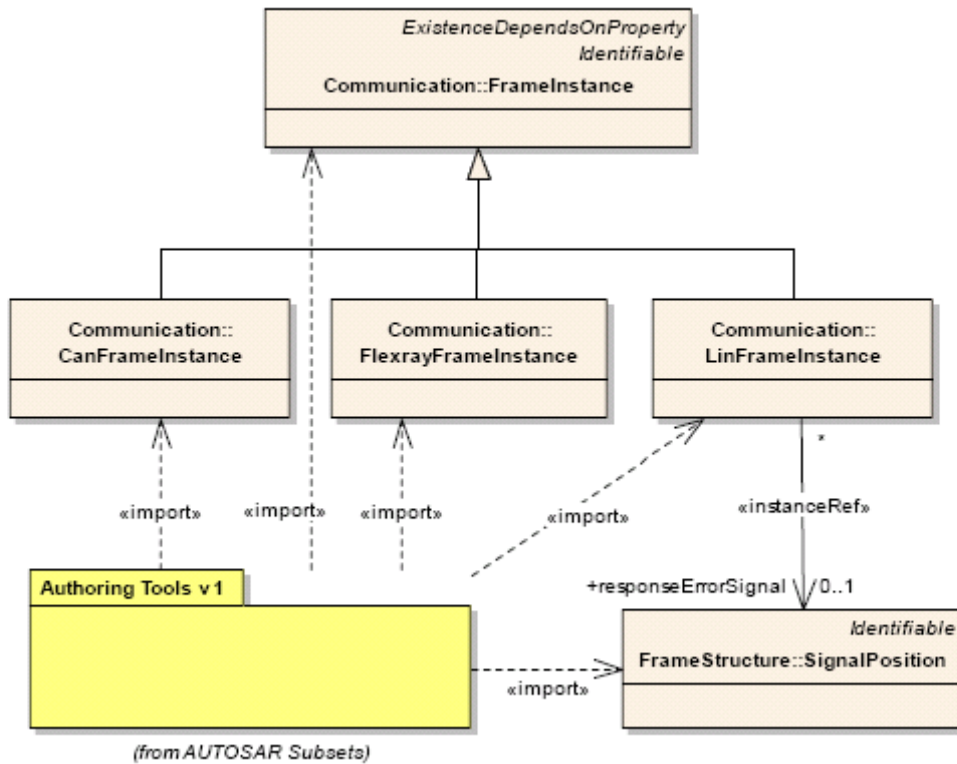 ExistenceDependsOnProperty
Identifiable
Communication::FrameInstance
Communication::
CanFrameInstance
Communication::
FlexrayFrameInstance
Communication::
LinFrameInstance
*
«import»
«import»
«import»
«import»
«instanceRef»
Authoring Tools v1
+responseErrorSignal
0..1
Identifiable
FrameStructure::SignalPosition
«import»
(from AUTOSAR Subsets)